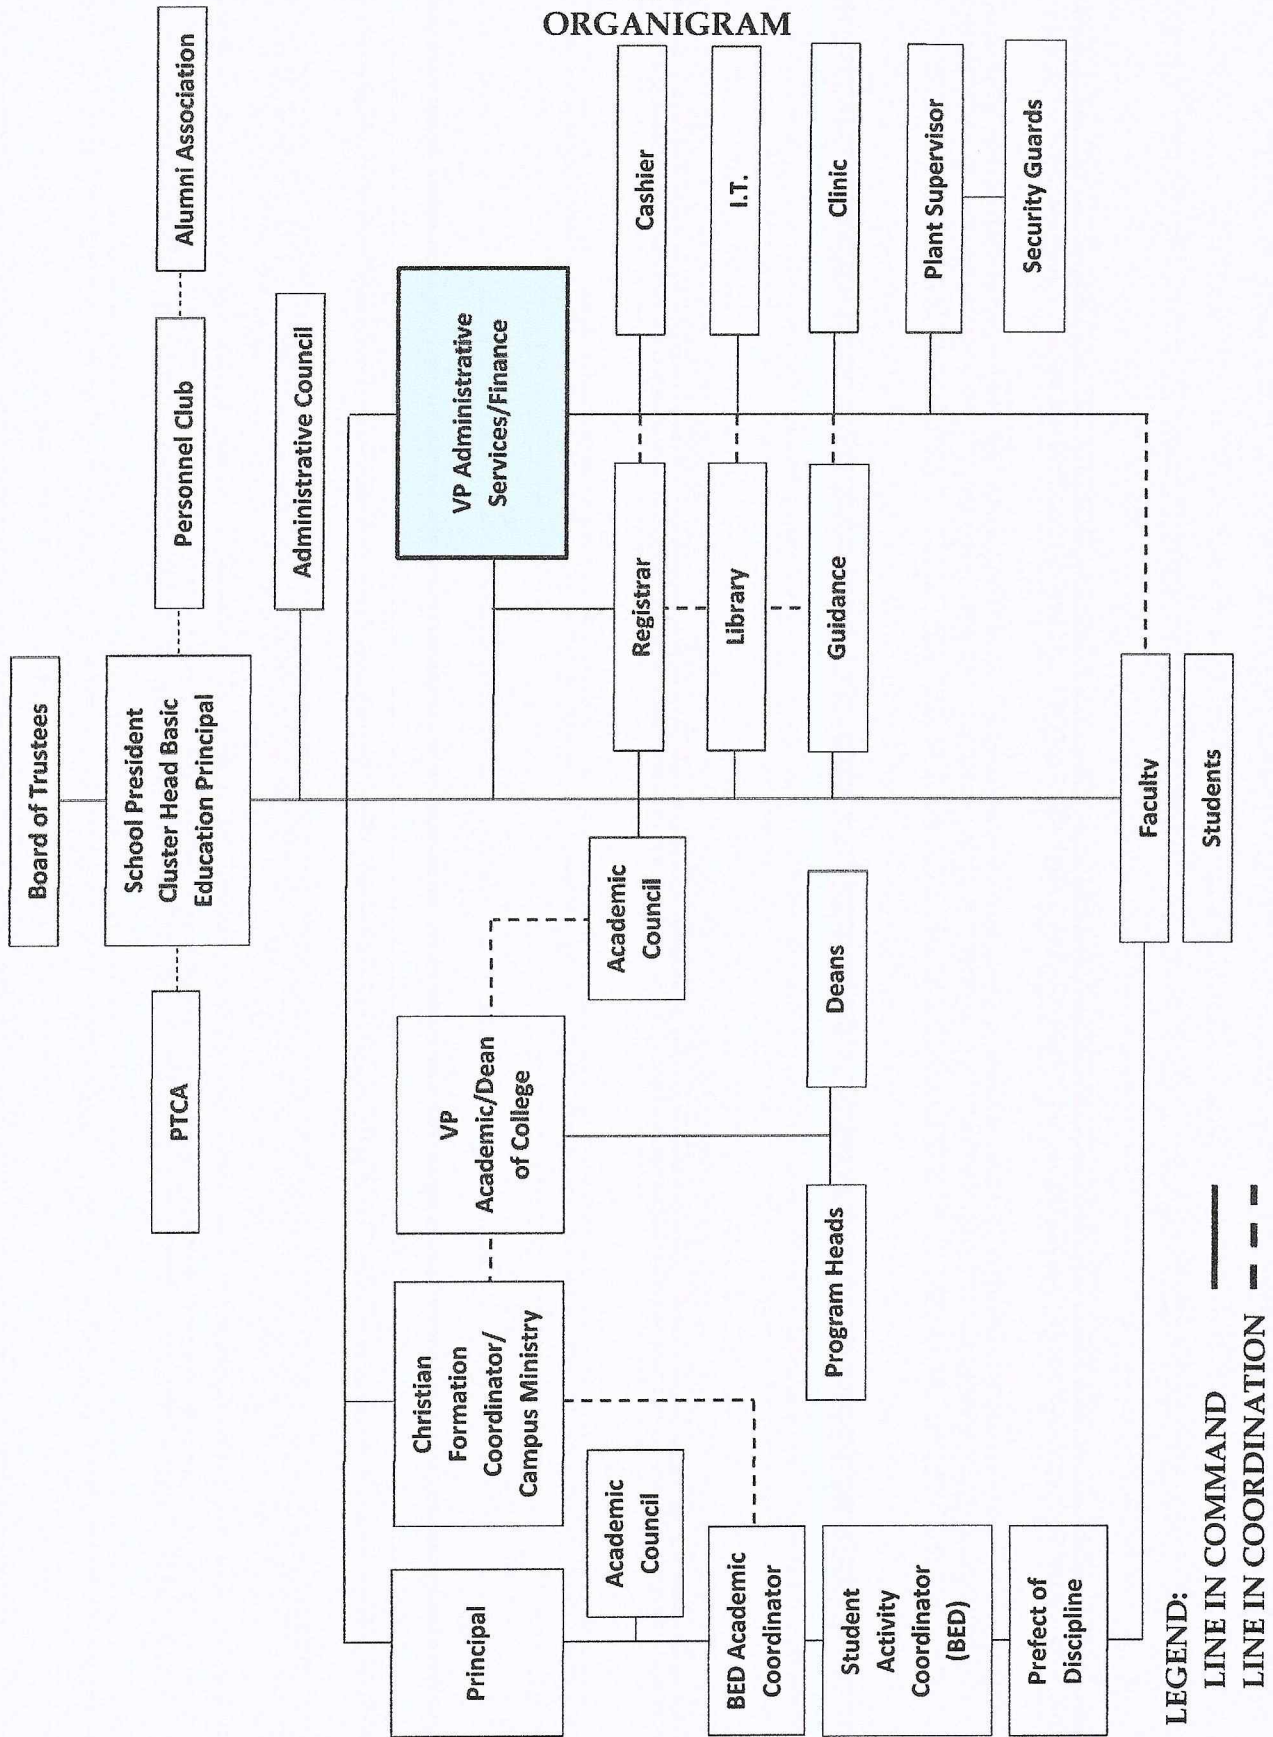 ORGANIGRAM
Board of Trustees
School President
Cluster Head Basic
Education Principal
PTCA
Personnel Club
Alumni Association
Administrative Council
Principal
Christian
Formation
Coordinator/
Campus Ministry
VP
Academic/Dean
of College
VP Administrative
Services/Finance
Academic
Council
Academic
Council
Registrar
Cashier
BED Academic
Coordinator
Library
I.T.
Student
Activity
Coordinator
(BED)
Program Heads
Deans
Guidance
Clinic
Plant Supervisor
Prefect of
Discipline
Security Guards
Faculty
Students
LEGEND:
LINE IN COMMAND
LINE IN COORDINATION